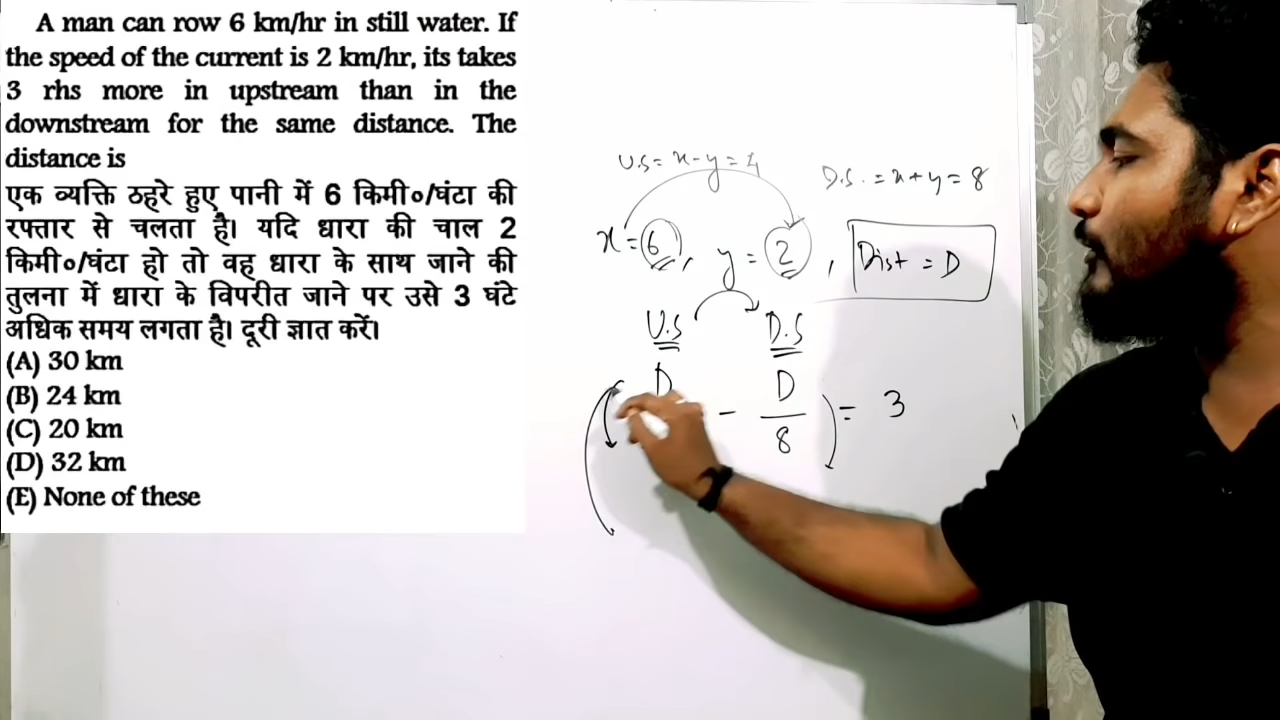 A man can row 6 km/hr in still water. If
the speed of the current is 2 km/hr, its takes
3 rhs more in upstream than in the
downstream for the same distance. The
distance is
एक व्यक्ति ठहरे हुए पानी में 6 किमी०/घंटा की
रफ्तार से चलता है। यदि धारा की चाल 2
किमी०/घंटा हो तो वह धारा के साथ जाने की
तुलना में धारा के विपरीत जाने पर उसे 3 घंटे
अधिक समय लगता है। दूरी ज्ञात करें।
(A) 30 km
(B) 24 km
(C) 20 km
(D) 32 km
(E) None of these
U.S = x - y = 4
D.S. = x + y = 8
x = 6, y = 2, Dist = D
U.S D.S
D - D/8 = 3